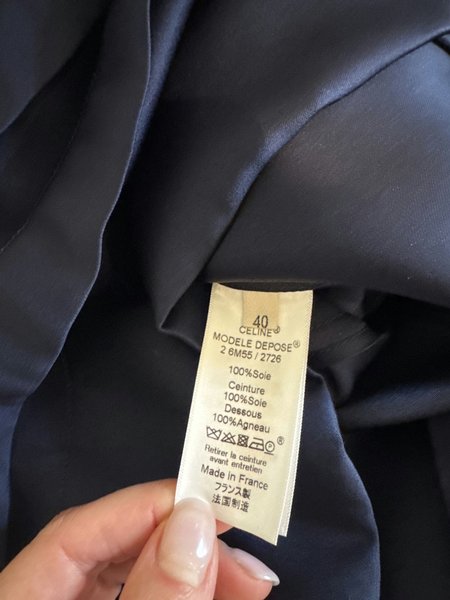 40
CELINE®
MODELE DEPOSE®
2 6M55 / 2726
100%Soie
Ceinture
100%Soie
Dessous
100%Agneau
®
Retirer la ceinture
avant entretien
Made in France
フランス製
法国制造